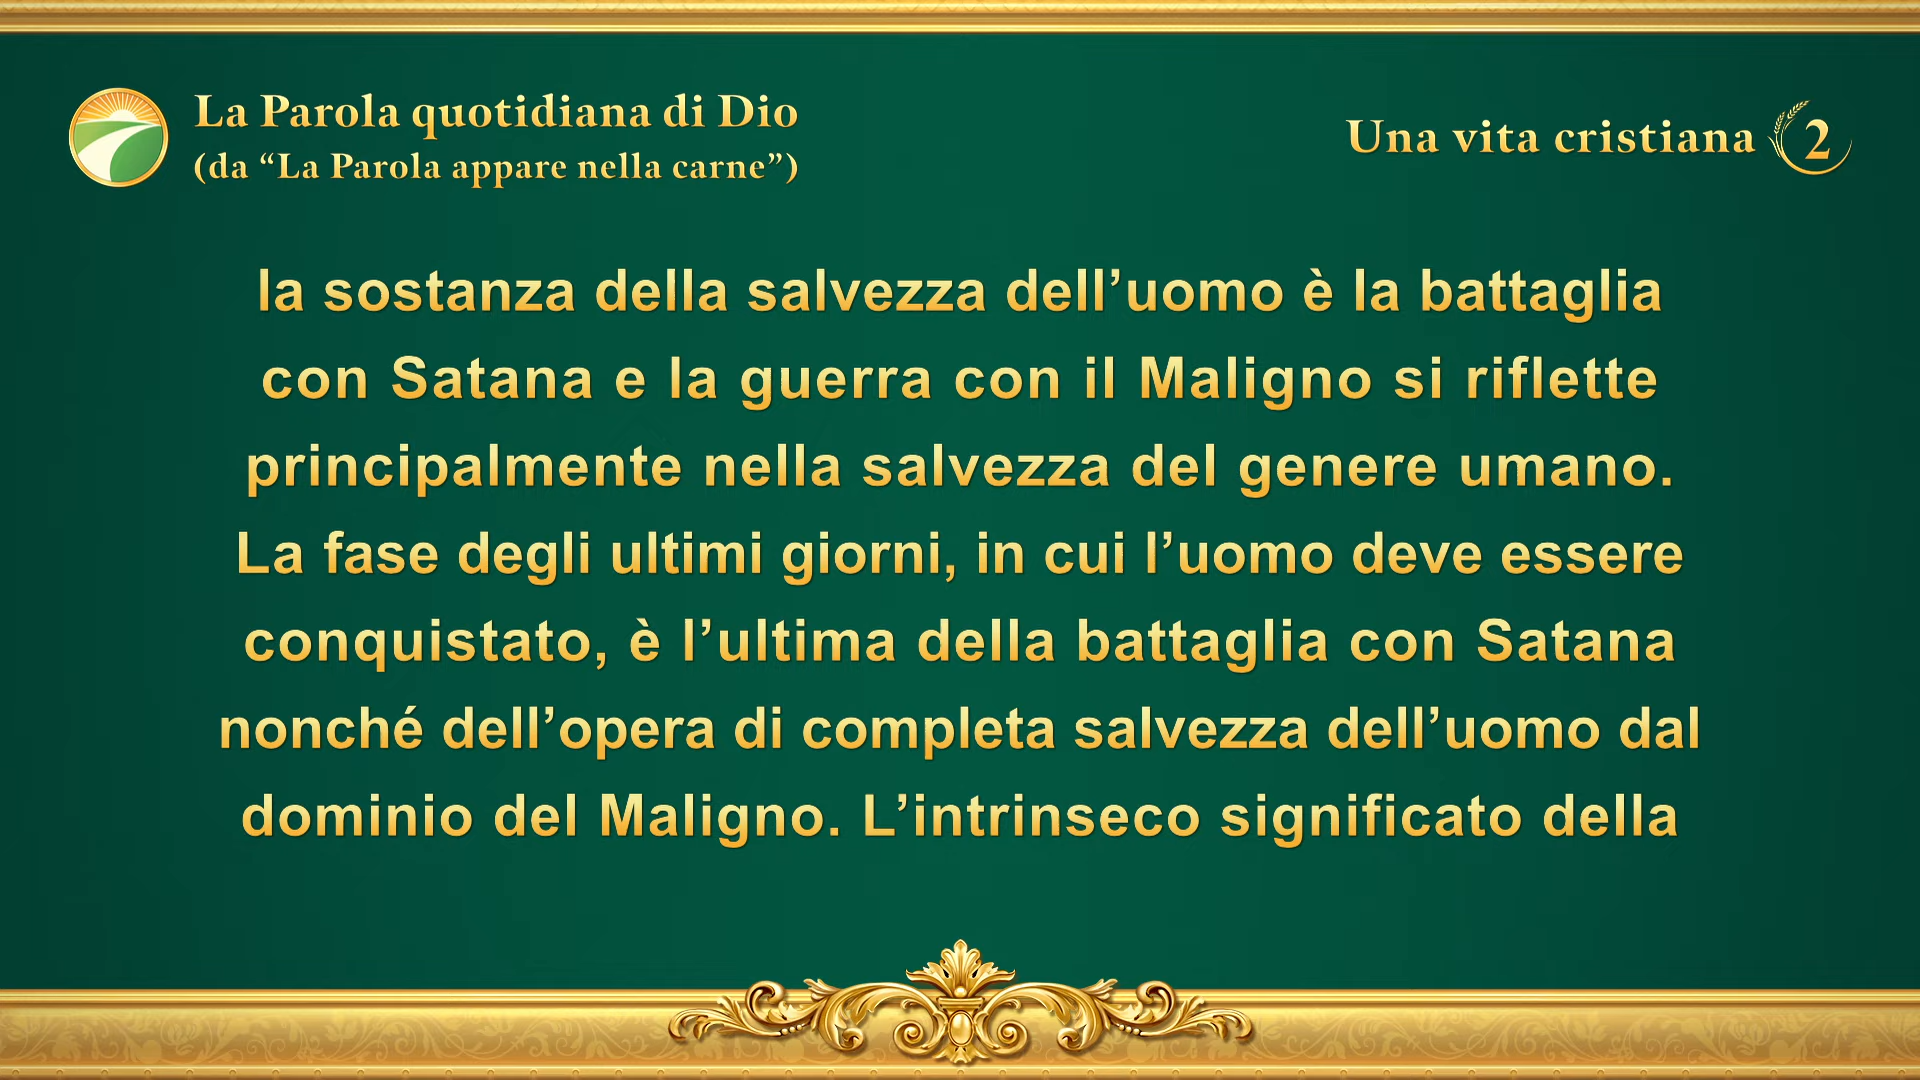 La Parola quotidiana di Dio
(da “La Parola appare nella carne”)
Una vita cristiana 2
la sostanza della salvezza dell’uomo è la battaglia
con Satana e la guerra con il Maligno si riflette
principalmente nella salvezza del genere umano.
La fase degli ultimi giorni, in cui l’uomo deve essere
conquistato, è l’ultima della battaglia con Satana
nonché dell’opera di completa salvezza dell’uomo dal
dominio del Maligno. L’intrinseco significato della